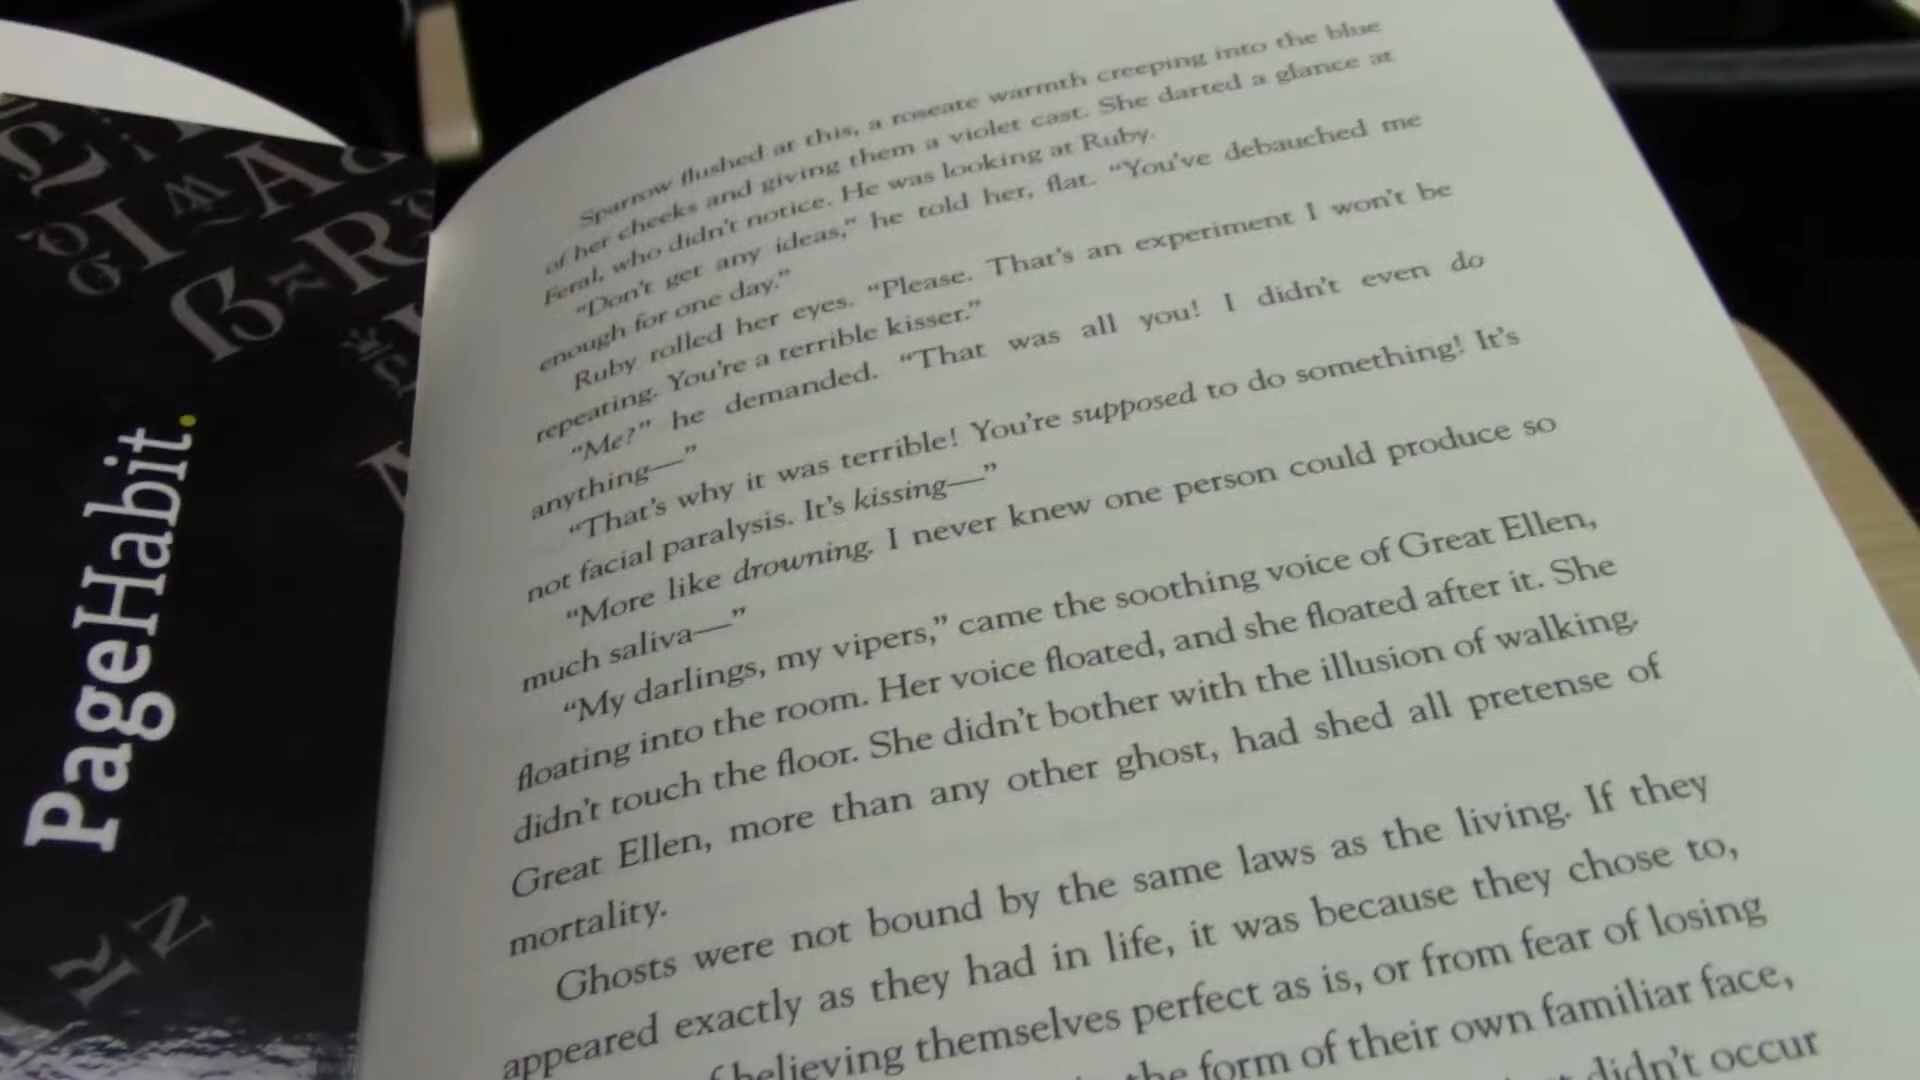 PageHabit.
Sparrow flushed at this, a roseate warmth creeping into the blue
of her cheeks and giving them a violet cast. She darted a glance at
Feral, who didn't notice. He was looking at Ruby.
“Don't get any ideas,” he told her, flat. “You've debauched me
enough for one day.”
Ruby rolled her eyes. “Please. That's an experiment I won't be
repeating. You're a terrible kisser.”
“Me?” he demanded. “That was all you! I didn't even do
anything—”
“That's why it was terrible! You're supposed to do something! It's
not facial paralysis. It's kissing—”
“More like drowning. I never knew one person could produce so
much saliva—”
“My darlings, my vipers,” came the soothing voice of Great Ellen,
floating into the room. Her voice floated, and she floated after it. She
didn't touch the floor. She didn't bother with the illusion of walking.
Great Ellen, more than any other ghost, had shed all pretense of
mortality.
Ghosts were not bound by the same laws as the living. If they
appeared exactly as they had in life, it was because they chose to,
believing themselves perfect as is, or from fear of losing
the form of their own familiar face,
didn't occur